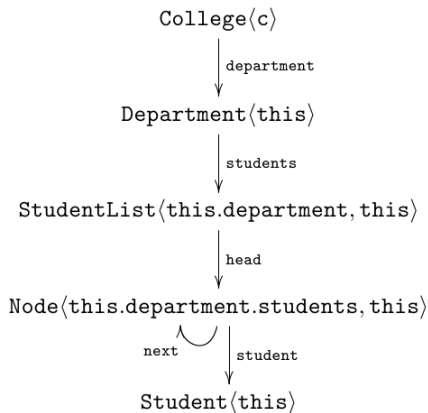 College⟨c⟩
department
Department⟨this⟩
students
StudentList⟨this.department, this⟩
head
Node⟨this.department.students, this⟩
next
student
Student⟨this⟩